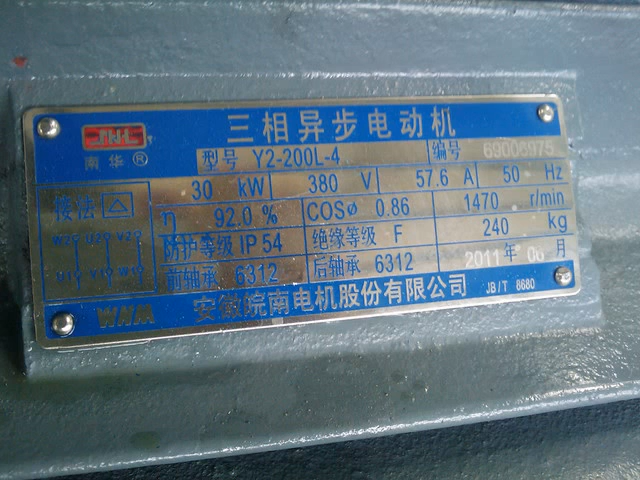 三相异步电动机
南华®
型号 Y2-200L-4 编号 69006975
接法 △ 30 kW 380 V 57.6 A 50 Hz
η 92.0 % COSø 0.86 1470 r/min
W2 U2 V2 防护等级 IP 54 绝缘等级 F 240 kg
U1 V1 W1 前轴承 6312 后轴承 6312 2011 年 06 月
WNM 安徽皖南电机股份有限公司 JB/T 8680